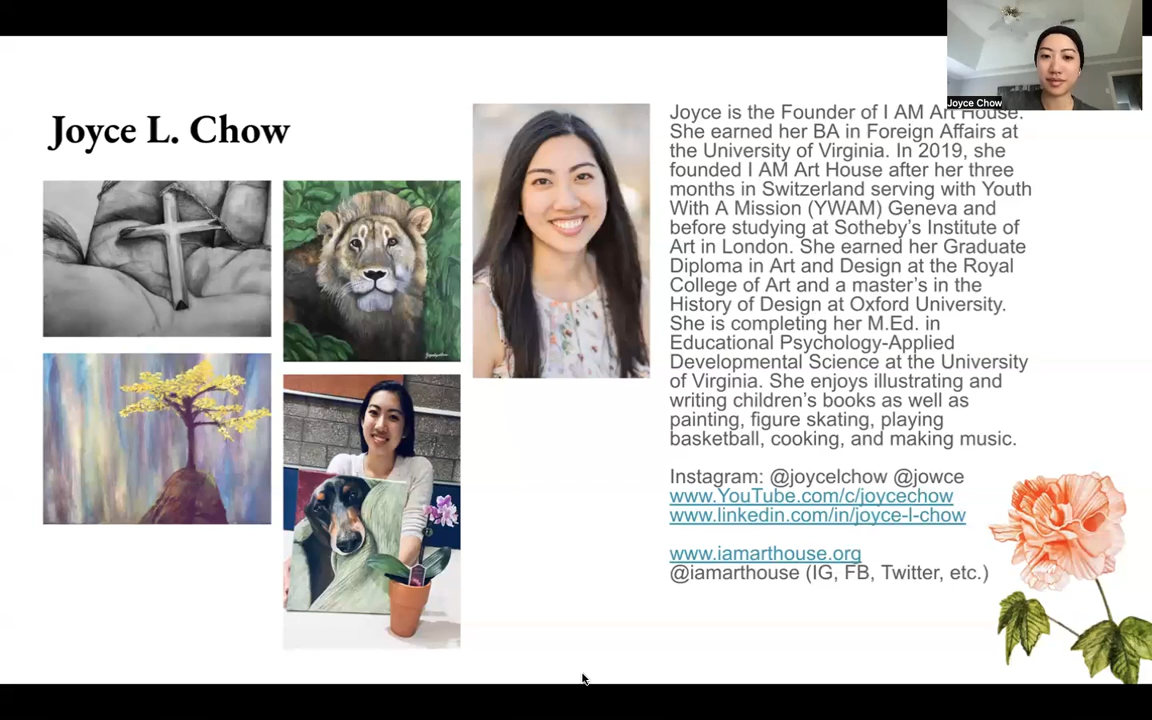 Joyce Chow
Joyce L. Chow
Joyce is the Founder of I AM Art House.
She earned her BA in Foreign Affairs at
the University of Virginia. In 2019, she
founded I AM Art House after her three
months in Switzerland serving with Youth
With A Mission (YWAM) Geneva and
before studying at Sotheby's Institute of
Art in London. She earned her Graduate
Diploma in Art and Design at the Royal
College of Art and a master's in the
History of Design at Oxford University.
She is completing her M.Ed. in
Educational Psychology-Applied
Developmental Science at the University
of Virginia. She enjoys illustrating and
writing children's books as well as
painting, figure skating, playing
basketball, cooking, and making music.
Instagram: @joycelchow @jowce
www.YouTube.com/c/joycechow
www.linkedin.com/in/joyce-l-chow
www.iamarthouse.org
@iamarthouse (IG, FB, Twitter, etc.)